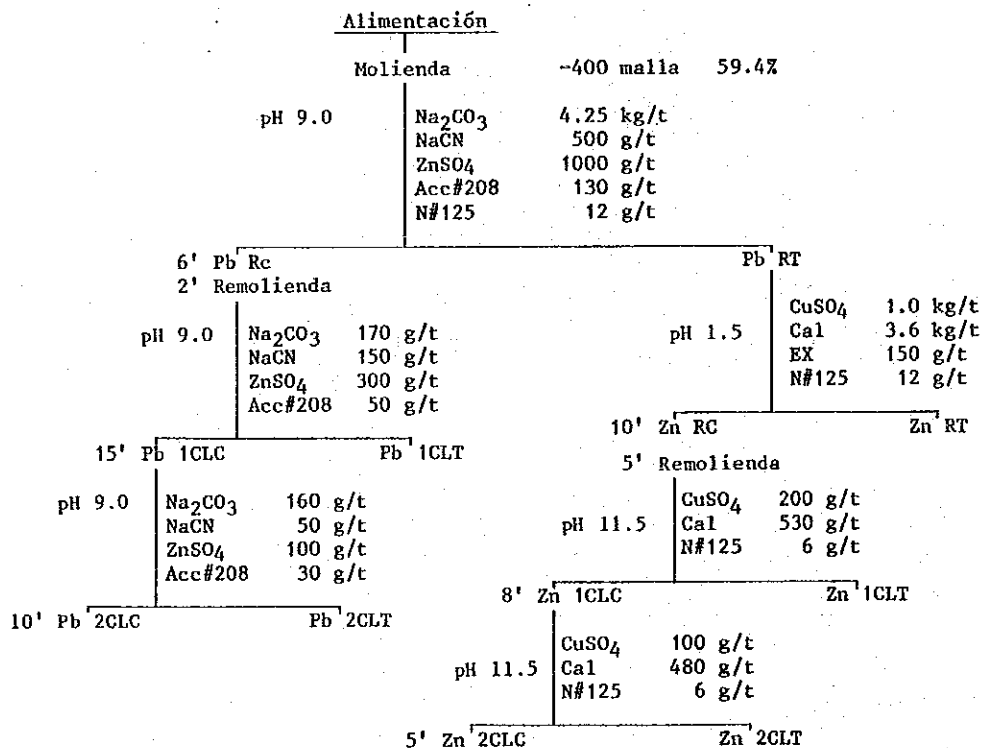 Alimentación
Molienda -400 malla 59.4%
pH 9.0
Na2CO3 4.25 kg/t
NaCN 500 g/t
ZnSO4 1000 g/t
Acc#208 130 g/t
N#125 12 g/t
6' Pb Rc
2' Remolienda
Pb RT
pH 9.0
Na2CO3 170 g/t
NaCN 150 g/t
ZnSO4 300 g/t
Acc#208 50 g/t
pH 1.5
CuSO4 1.0 kg/t
Cal 3.6 kg/t
EX 150 g/t
N#125 12 g/t
15' Pb 1CLC Pb 1CLT
10' Zn RC Zn RT
5' Remolienda
pH 9.0
Na2CO3 160 g/t
NaCN 50 g/t
ZnSO4 100 g/t
Acc#208 30 g/t
pH 11.5
CuSO4 200 g/t
Cal 530 g/t
N#125 6 g/t
10' Pb 2CLC Pb 2CLT
8' Zn 1CLC Zn 1CLT
pH 11.5
CuSO4 100 g/t
Cal 480 g/t
N#125 6 g/t
5' Zn 2CLC Zn 2CLT